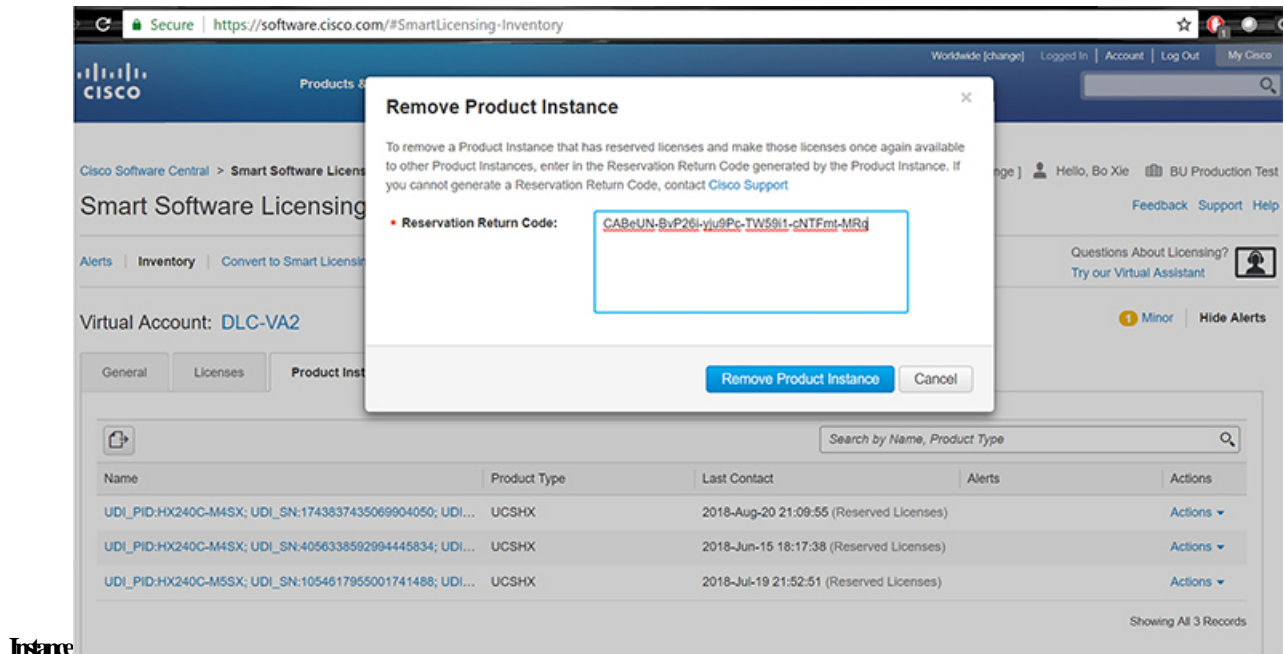 Secure | https://software.cisco.com/#SmartLicensing-Inventory
Worldwide [change] Logged In | Account | Log Out My Cisco
CISCO Products &
Remove Product Instance
To remove a Product Instance that has reserved licenses and make those licenses once again available
to other Product Instances, enter in the Reservation Return Code generated by the Product Instance. If
you cannot generate a Reservation Return Code, contact Cisco Support
* Reservation Return Code: CABeUN-BvP26i-yju9Pc-TW59i1-cNTFmt-MRq
Remove Product Instance Cancel
Cisco Software Central > Smart Software Licens nge ] Hello, Bo Xie BU Production Test
Smart Software Licensing Feedback Support Help
Alerts | Inventory | Convert to Smart Licensin Questions About Licensing?
Try our Virtual Assistant
Virtual Account: DLC-VA2 1 Minor | Hide Alerts
General Licenses Product Inst
Search by Name, Product Type
Name Product Type Last Contact Alerts Actions
UDI_PID:HX240C-M4SX; UDI_SN:1743837435069904050; UDI... UCSHX 2018-Aug-20 21:09:55 (Reserved Licenses) Actions
UDI_PID:HX240C-M4SX; UDI_SN:4056338592994445834; UDI... UCSHX 2018-Jun-15 18:17:38 (Reserved Licenses) Actions
UDI_PID:HX240C-M5SX; UDI_SN:1054617955001741488; UDI... UCSHX 2018-Jul-19 21:52:51 (Reserved Licenses) Actions
Showing All 3 Records
Instance